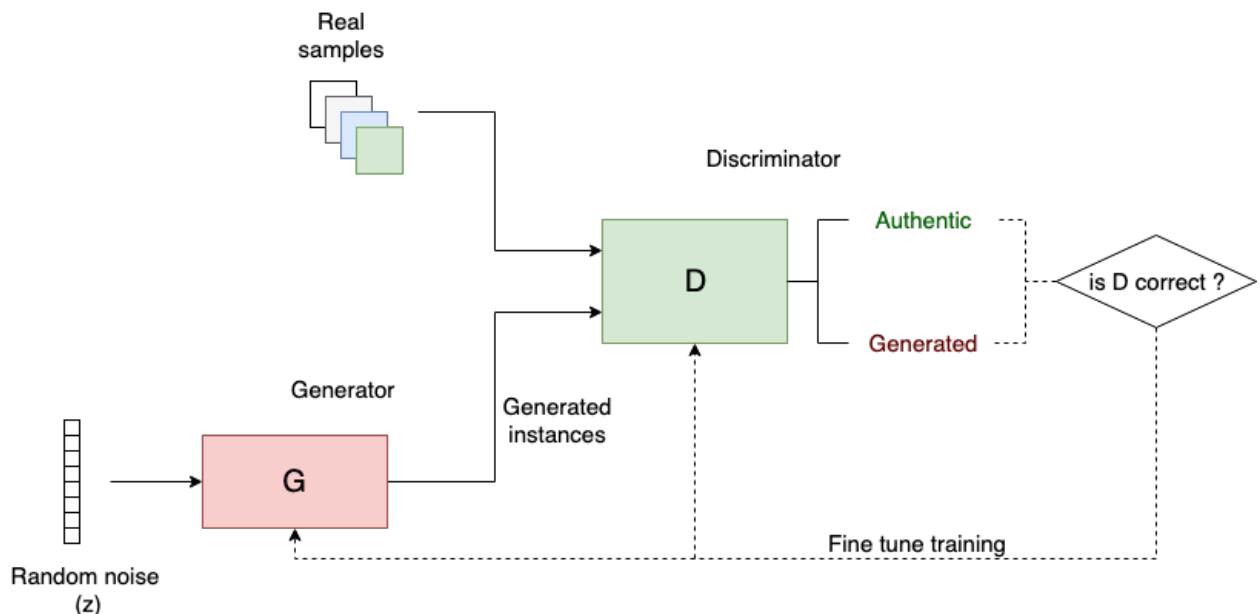 Real
samples
Discriminator
Authentic
D
is D correct ?
Generated
Generator
Generated
instances
G
Fine tune training
Random noise
(z)